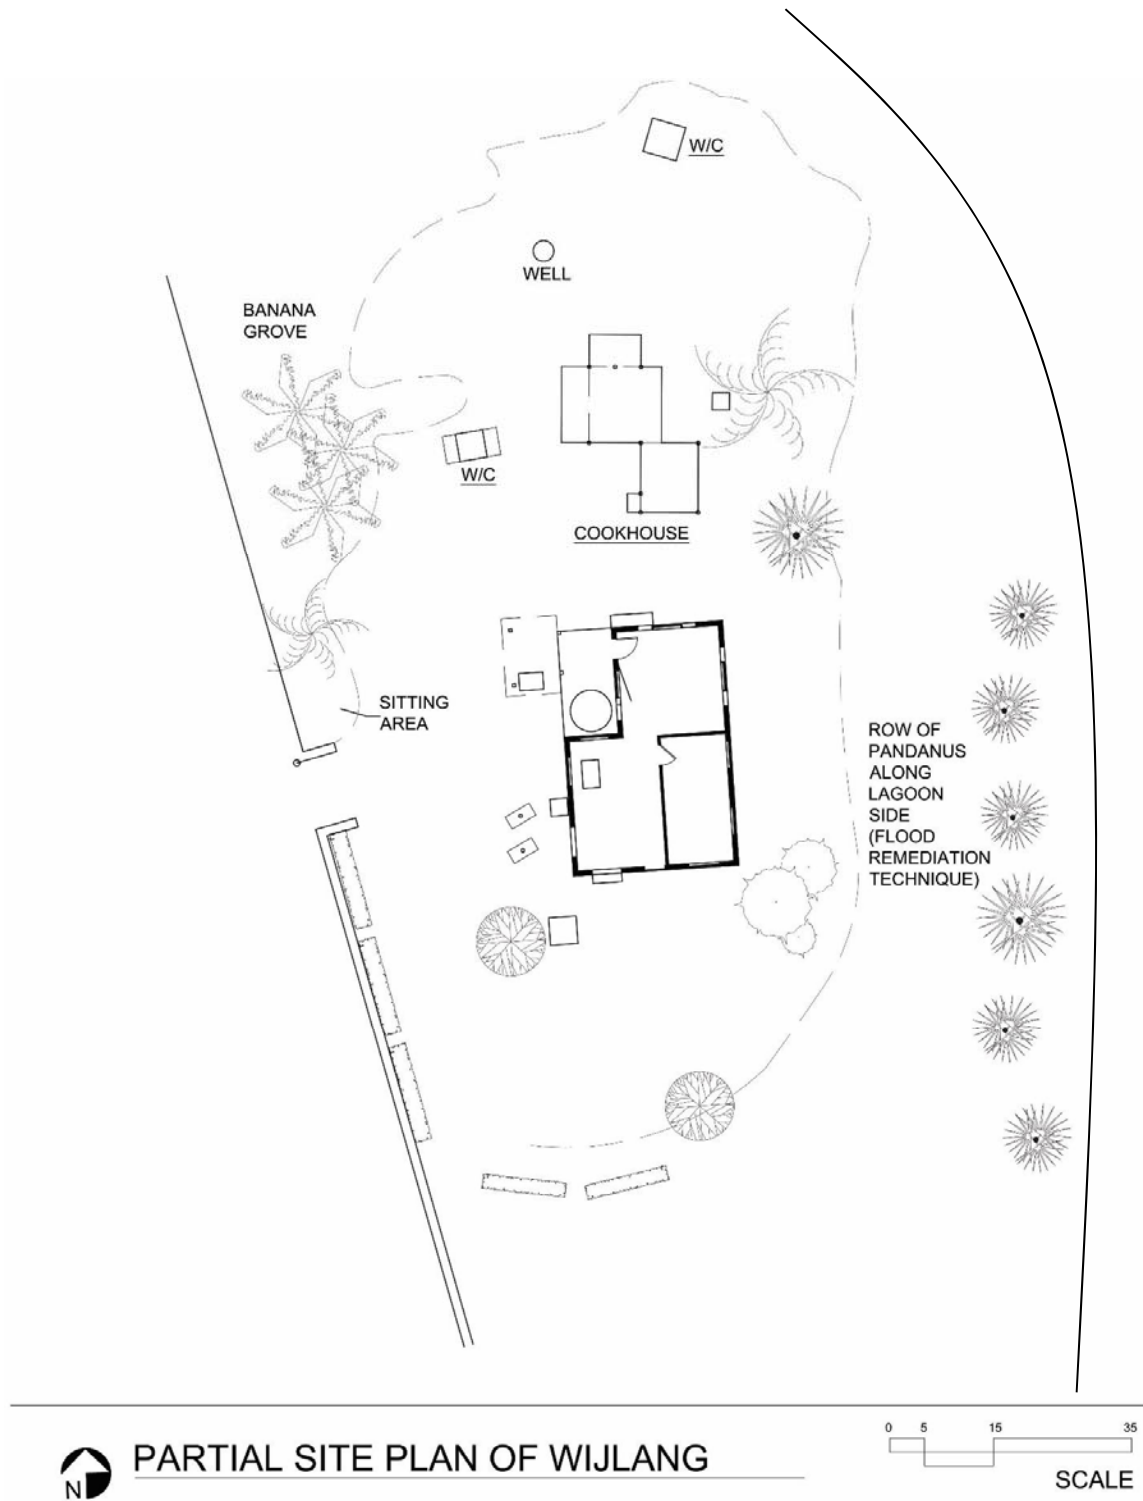 W/C
WELL
BANANA
GROVE
W/C
COOKHOUSE
SITTING
AREA
ROW OF
PANDANUS
ALONG
LAGOON
SIDE
(FLOOD
REMEDIATION
TECHNIQUE)
N
PARTIAL SITE PLAN OF WIJLANG
0 5 15 35
SCALE